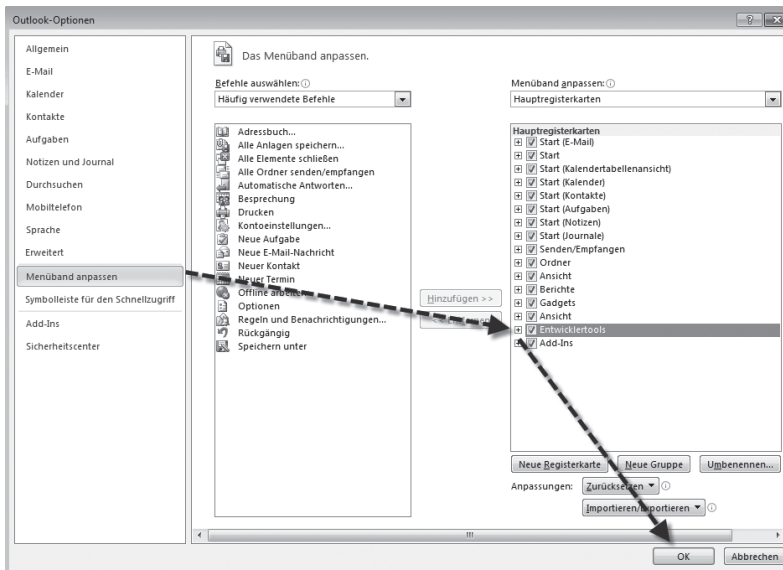 Outlook-Optionen
Allgemein
E-Mail
Kalender
Kontakte
Aufgaben
Notizen und Journal
Durchsuchen
Mobiltelefon
Sprache
Erweitert
Menüband anpassen
Symbolleiste für den Schnellzugriff
Add-Ins
Sicherheitscenter
Das Menüband anpassen.
Befehle auswählen:
Häufig verwendete Befehle
Adressbuch...
Alle Anlagen speichern...
Alle Elemente schließen
Alle Ordner senden/empfangen
Automatische Antworten...
Besprechung
Drucken
Kontoeinstellungen...
Neue Aufgabe
Neue E-Mail-Nachricht
Neuer Kontakt
Neuer Termin
Offline arbeiten
Optionen
Regeln und Benachrichtigungen...
Rückgängig
Speichern unter
Hinzufügen >>
Menüband anpassen:
Hauptregisterkarten
Hauptregisterkarten
Start (E-Mail)
Start
Start (Kalendertabellenansicht)
Start (Kalender)
Start (Kontakte)
Start (Aufgaben)
Start (Notizen)
Start (Journale)
Senden/Empfangen
Ordner
Ansicht
Berichte
Gadgets
Ansicht
Entwicklertools
Add-Ins
Neue Registerkarte Neue Gruppe Umbenennen...
Anpassungen: Zurücksetzen
Importieren/Exportieren
OK Abbrechen